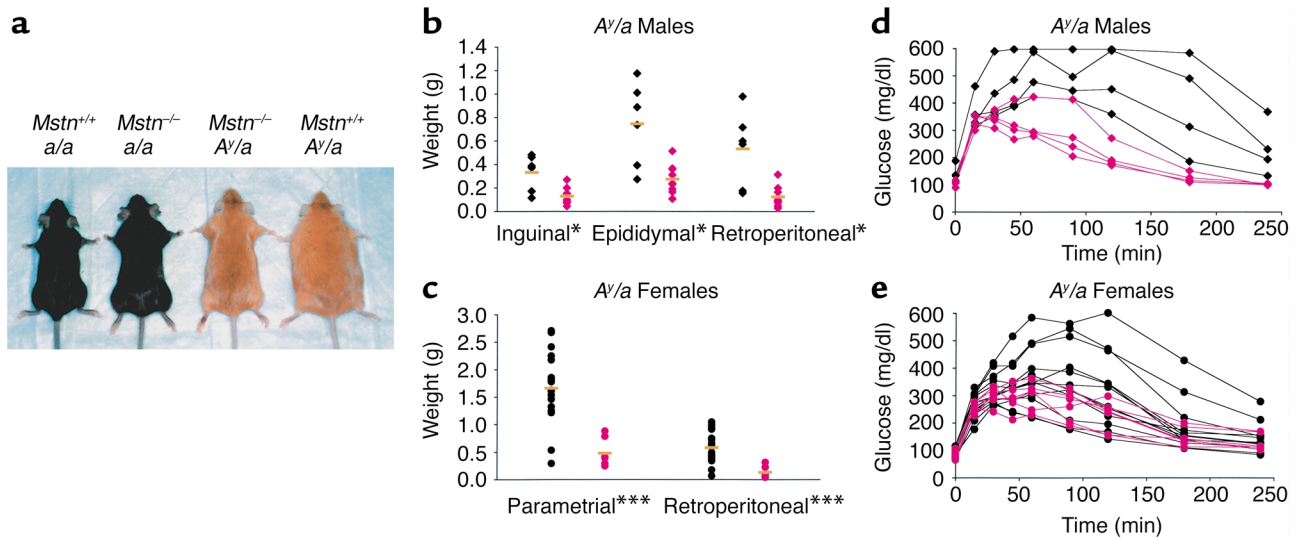 a
Mstn+/+ Mstn–/– Mstn–/– Mstn+/+
a/a a/a Ay/a Ay/a
b
Ay/a Males
Weight (g)
1.4
1.2
1.0
0.8
0.6
0.4
0.2
0.0
Inguinal* Epididymal* Retroperitoneal*
c
Ay/a Females
Weight (g)
3.0
2.5
2.0
1.5
1.0
0.5
0.0
Parametrial*** Retroperitoneal***
d
Ay/a Males
Glucose (mg/dl)
600
500
400
300
200
100
0
0 50 100 150 200 250
Time (min)
e
Ay/a Females
Glucose (mg/dl)
600
500
400
300
200
100
0
0 50 100 150 200 250
Time (min)